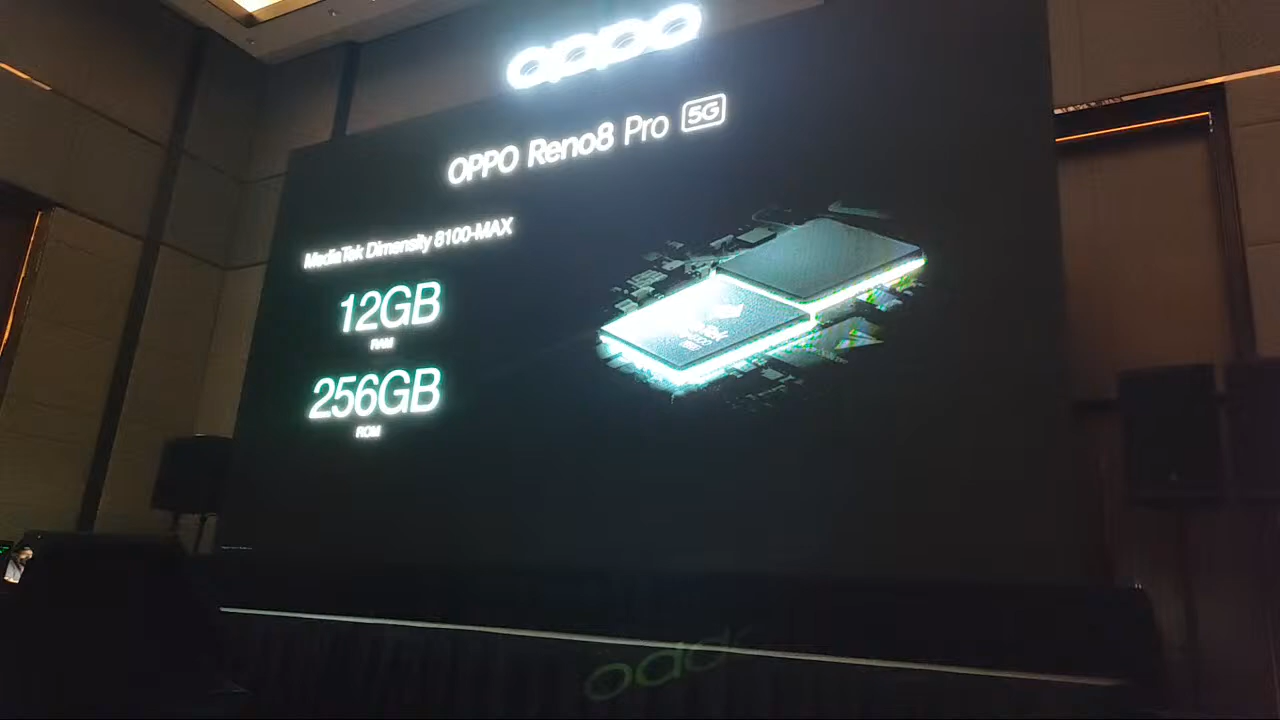 oppo
OPPO Reno8 Pro 5G
MediaTek Dimensity 8100-MAX
12GB
RAM
256GB
ROM